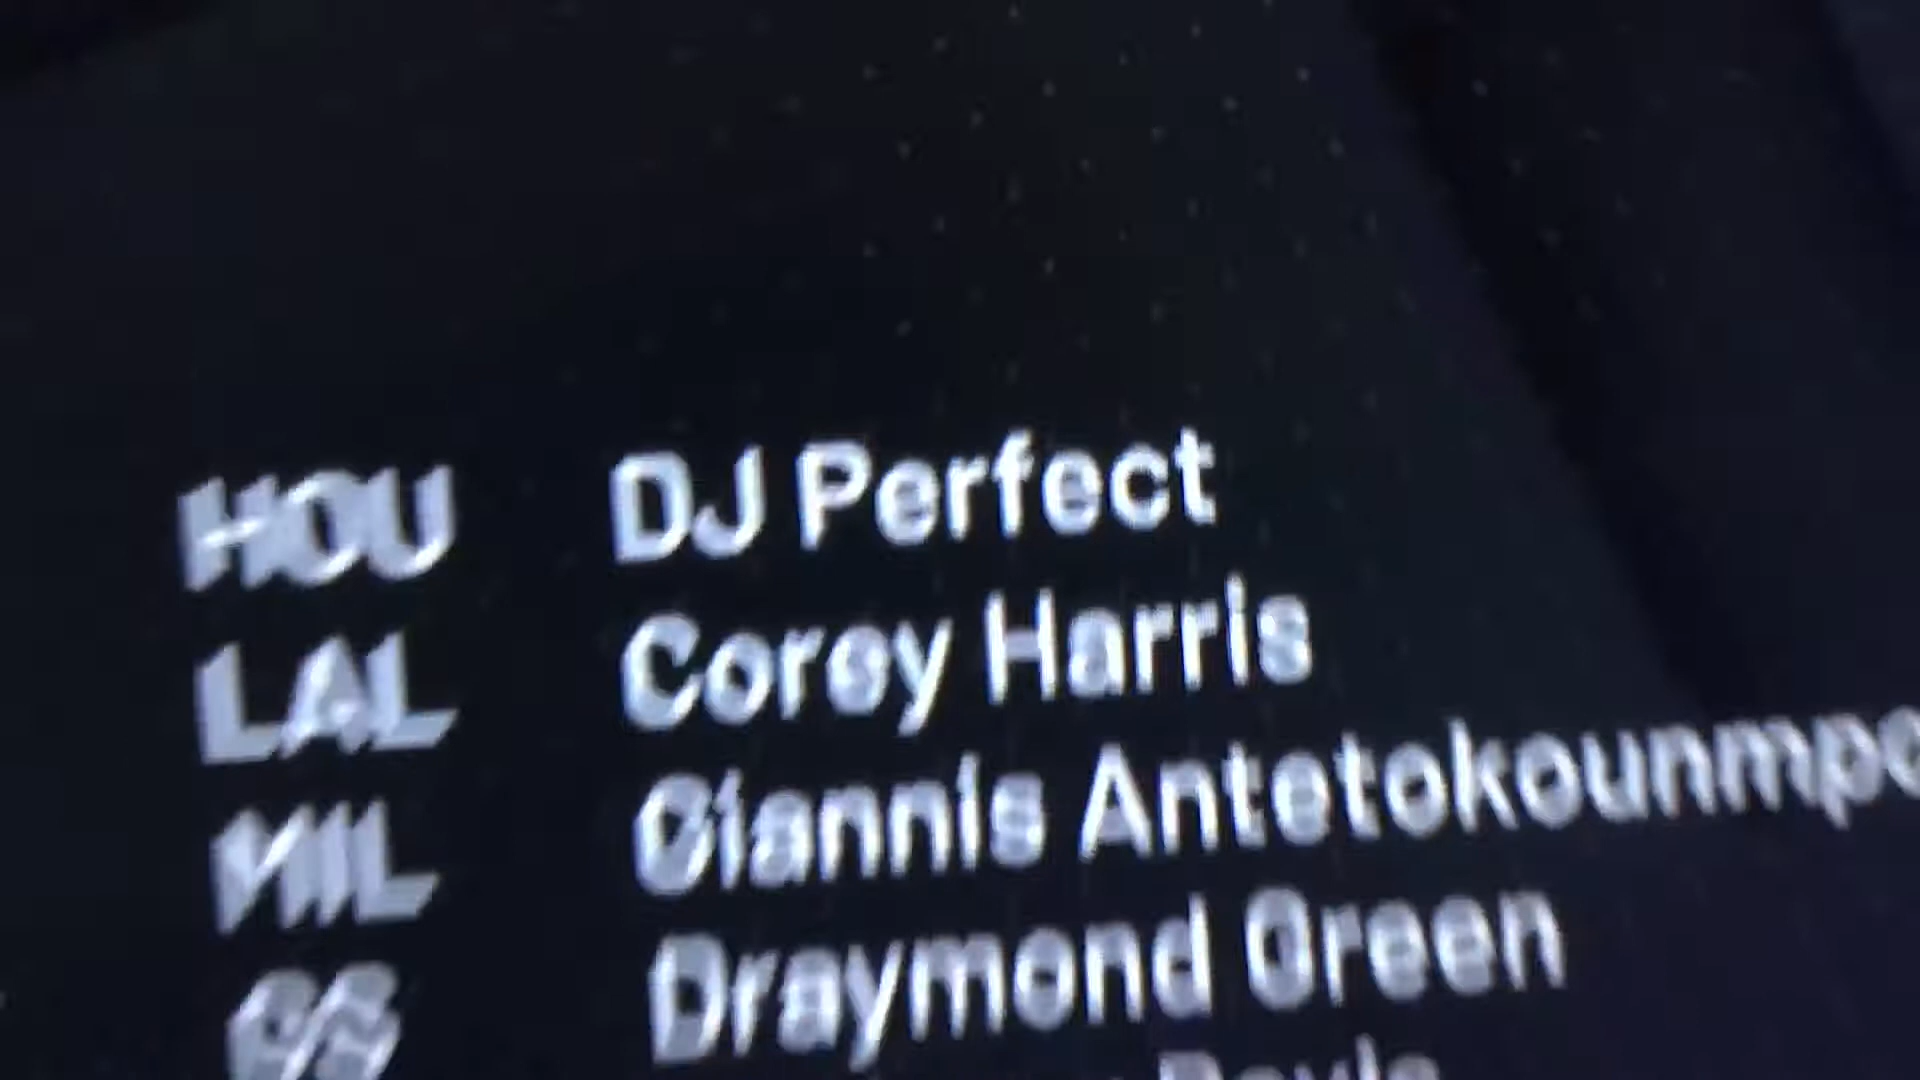 HOU DJ Perfect
LAL Corey Harris
MIL Giannis Antetokounmpo
GS Draymond Green